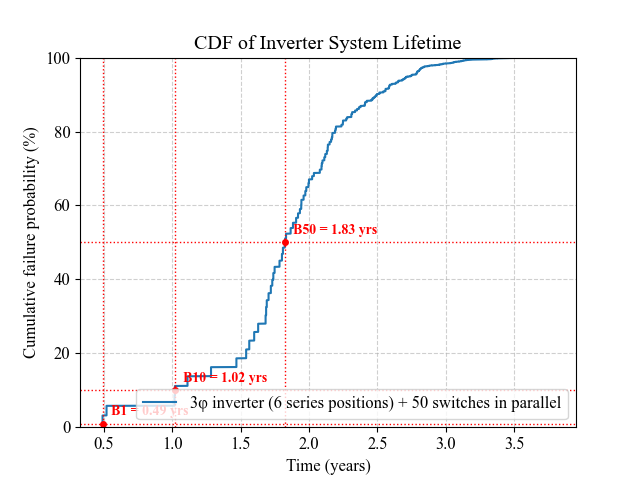 CDF of Inverter System Lifetime
Cumulative failure probability (%)
100
80
60
40
20
0
B50 = 1.83 yrs
B10 = 1.02 yrs
B1 = 0.49 yrs
3φ inverter (6 series positions) + 50 switches in parallel
0.5 1.0 1.5 2.0 2.5 3.0 3.5
Time (years)